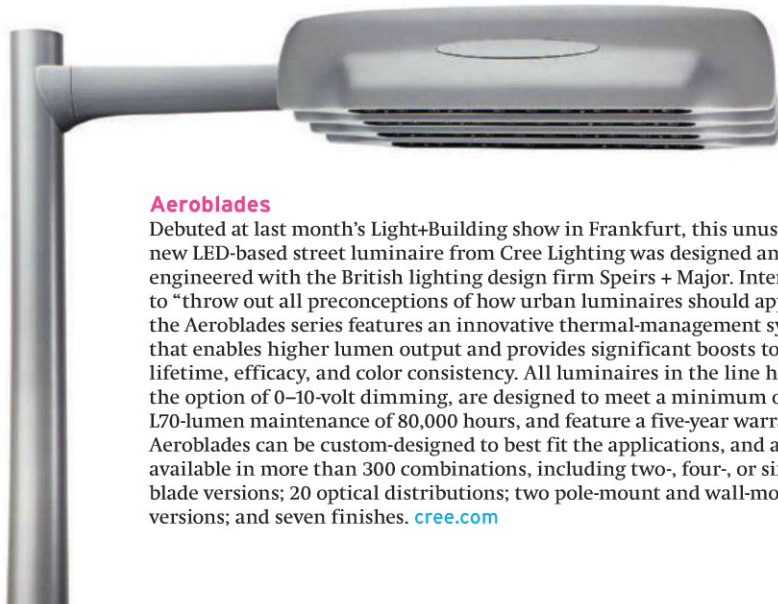 Aeroblades
Debuted at last month's Light+Building show in Frankfurt, this unus
new LED-based street luminaire from Cree Lighting was designed an
engineered with the British lighting design firm Speirs + Major. Inter
to “throw out all preconceptions of how urban luminaires should app
the Aeroblades series features an innovative thermal-management sy
that enables higher lumen output and provides significant boosts to
lifetime, efficacy, and color consistency. All luminaires in the line h
the option of 0–10-volt dimming, are designed to meet a minimum o
L70-lumen maintenance of 80,000 hours, and feature a five-year warra
Aeroblades can be custom-designed to best fit the applications, and a
available in more than 300 combinations, including two-, four-, or six
blade versions; 20 optical distributions; two pole-mount and wall-mo
versions; and seven finishes. cree.com